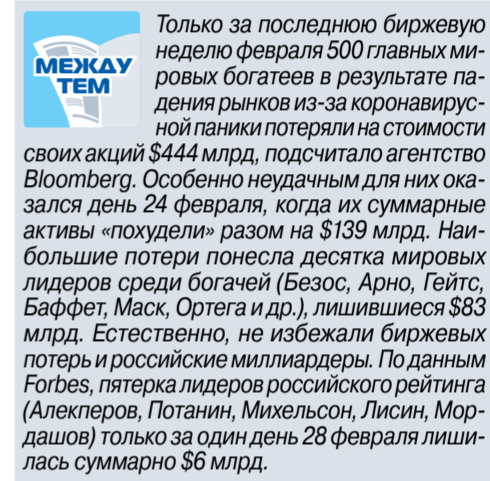 МЕЖДУ
ТЕМ
Только за последнюю биржевую
неделю февраля 500 главных ми-
ровых богатеев в результате па-
дения рынков из-за коронавирус-
ной паники потеряли на стоимости
своих акций $444 млрд, подсчитало агентство
Bloomberg. Особенно неудачным для них ока-
зался день 24 февраля, когда их суммарные
активы «похудели» разом на $139 млрд. Наи-
большие потери понесла десятка мировых
лидеров среди богачей (Безос, Арно, Гейтс,
Баффет, Маск, Ортега и др.), лишившиеся $83
млрд. Естественно, не избежали биржевых
потерь и российские миллиардеры. По данным
Forbes, пятерка лидеров российского рейтинга
(Алекперов, Потанин, Михельсон, Лисин, Мор-
дашов) только за один день 28 февраля лиши-
лась суммарно $6 млрд.